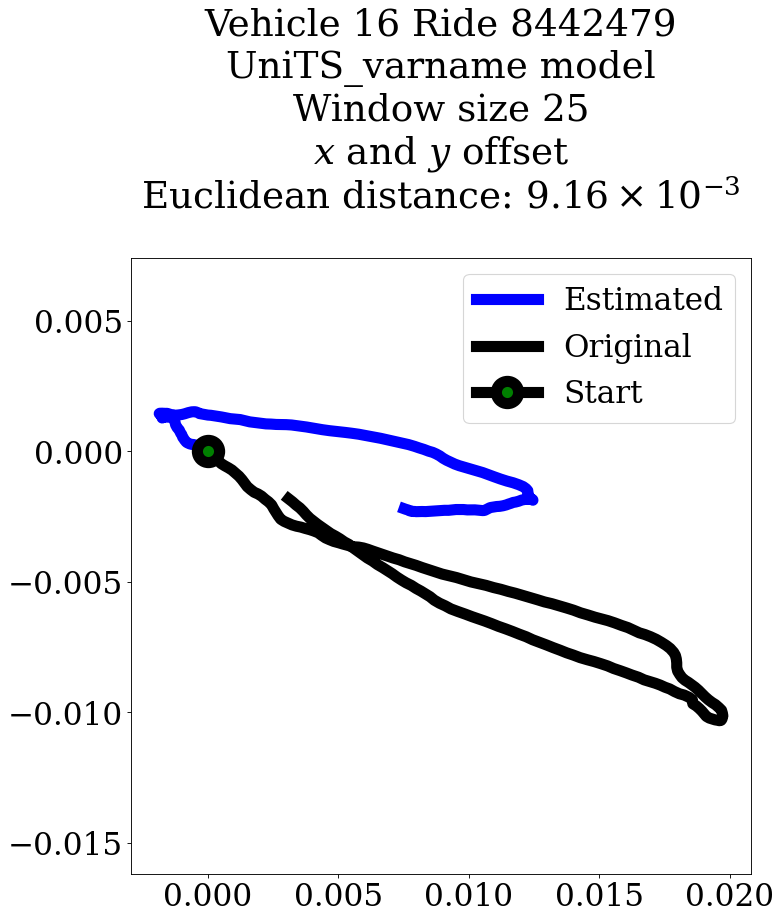 Vehicle 16 Ride 8442479
UniTS_varname model
Window size 25
x and y offset
Euclidean distance: 9.16 × 10⁻³
Estimated
Original
Start
0.005
0.000
−0.005
−0.010
−0.015
0.000 0.005 0.010 0.015 0.020